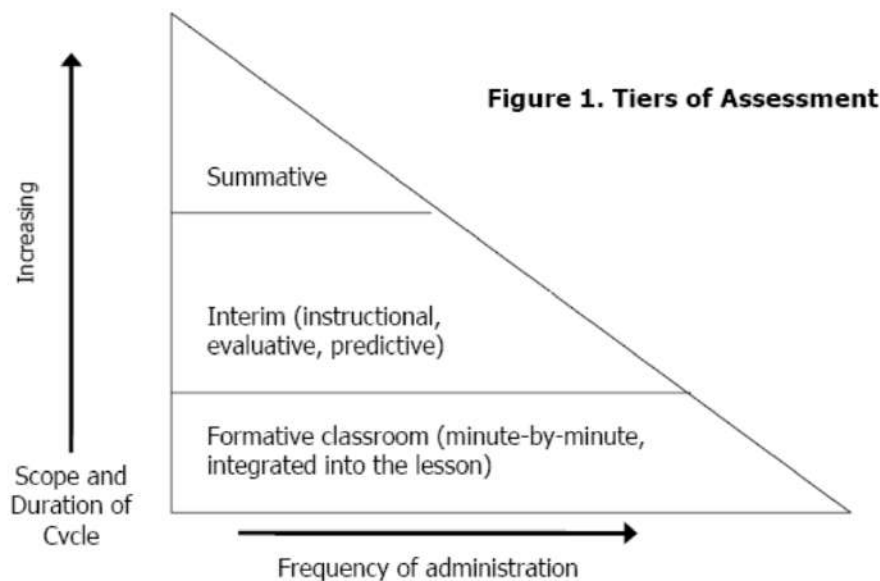 Figure 1. Tiers of Assessment
Increasing
Summative
Interim (instructional,
evaluative, predictive)
Formative classroom (minute-by-minute,
integrated into the lesson)
Scope and
Duration of
Cycle
Frequency of administration